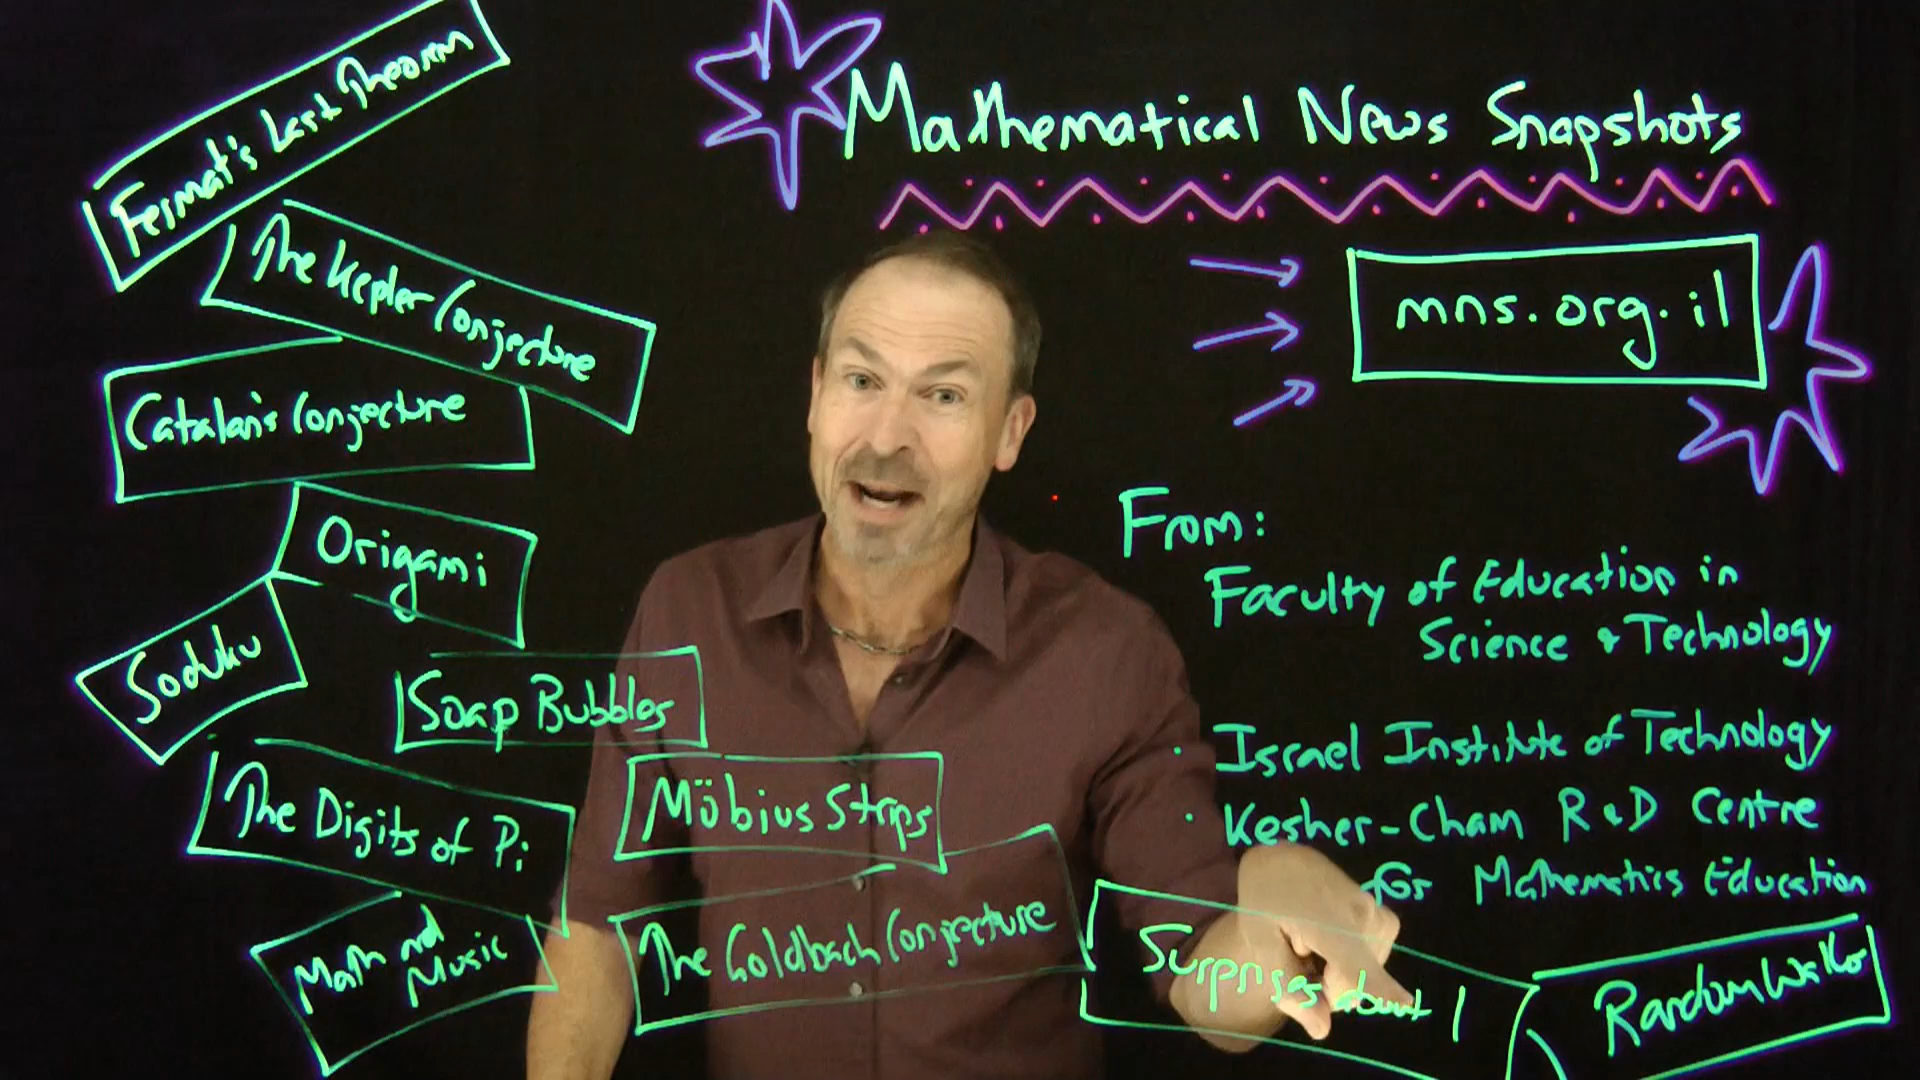 Mathematical News Snapshots
mns.org.il
From:
Faculty of Education in
Science & Technology
• Israel Institute of Technology
• Kesher-Cham R&D Centre
for Mathematics Education
Fermat's Last Theorem
The Kepler Conjecture
Catalan's Conjecture
Origami
Soduku
Soap Bubbles
The Digits of Pi
Möbius Strips
Math and
Music
The Goldbach Conjecture
Surprises about 1
Random Walks